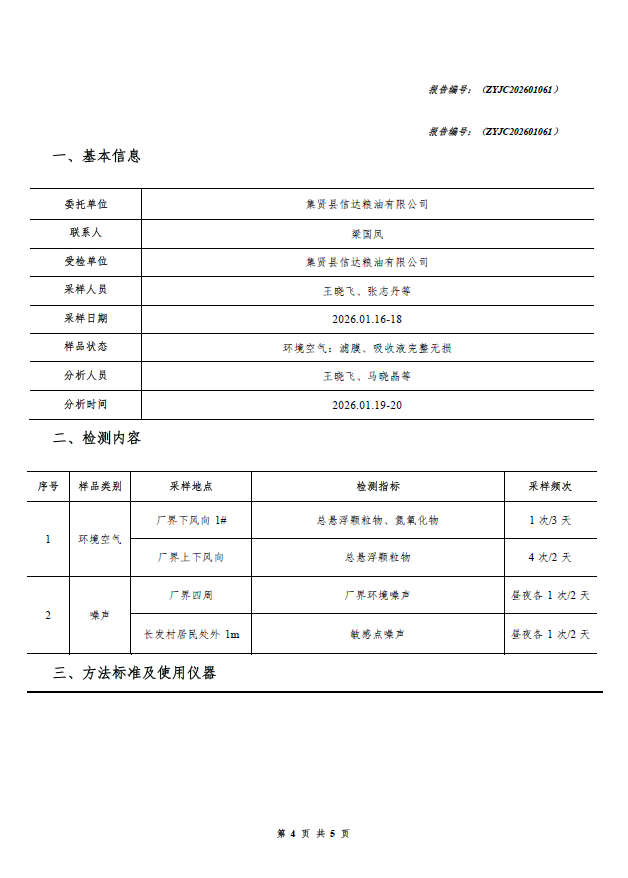 报告编号：（ZYJC202601061）
报告编号：（ZYJC202601061）
一、基本信息
委托单位 集贤县信达粮油有限公司
联系人 梁国凤
受检单位 集贤县信达粮油有限公司
采样人员 王晓飞、张志丹等
采样日期 2026.01.16-18
样品状态 环境空气：滤膜、吸收液完整无损
分析人员 王晓飞、马晓晶等
分析时间 2026.01.19-20
二、检测内容
序号 样品类别 采样地点 检测指标 采样频次
1 环境空气 厂界下风向 1# 总悬浮颗粒物、氮氧化物 1 次/3 天
厂界上下风向 总悬浮颗粒物 4 次/2 天
2 噪声 厂界四周 厂界环境噪声 昼夜各 1 次/2 天
长发村居民处外 1m 敏感点噪声 昼夜各 1 次/2 天
三、方法标准及使用仪器
第 4 页 共 5 页